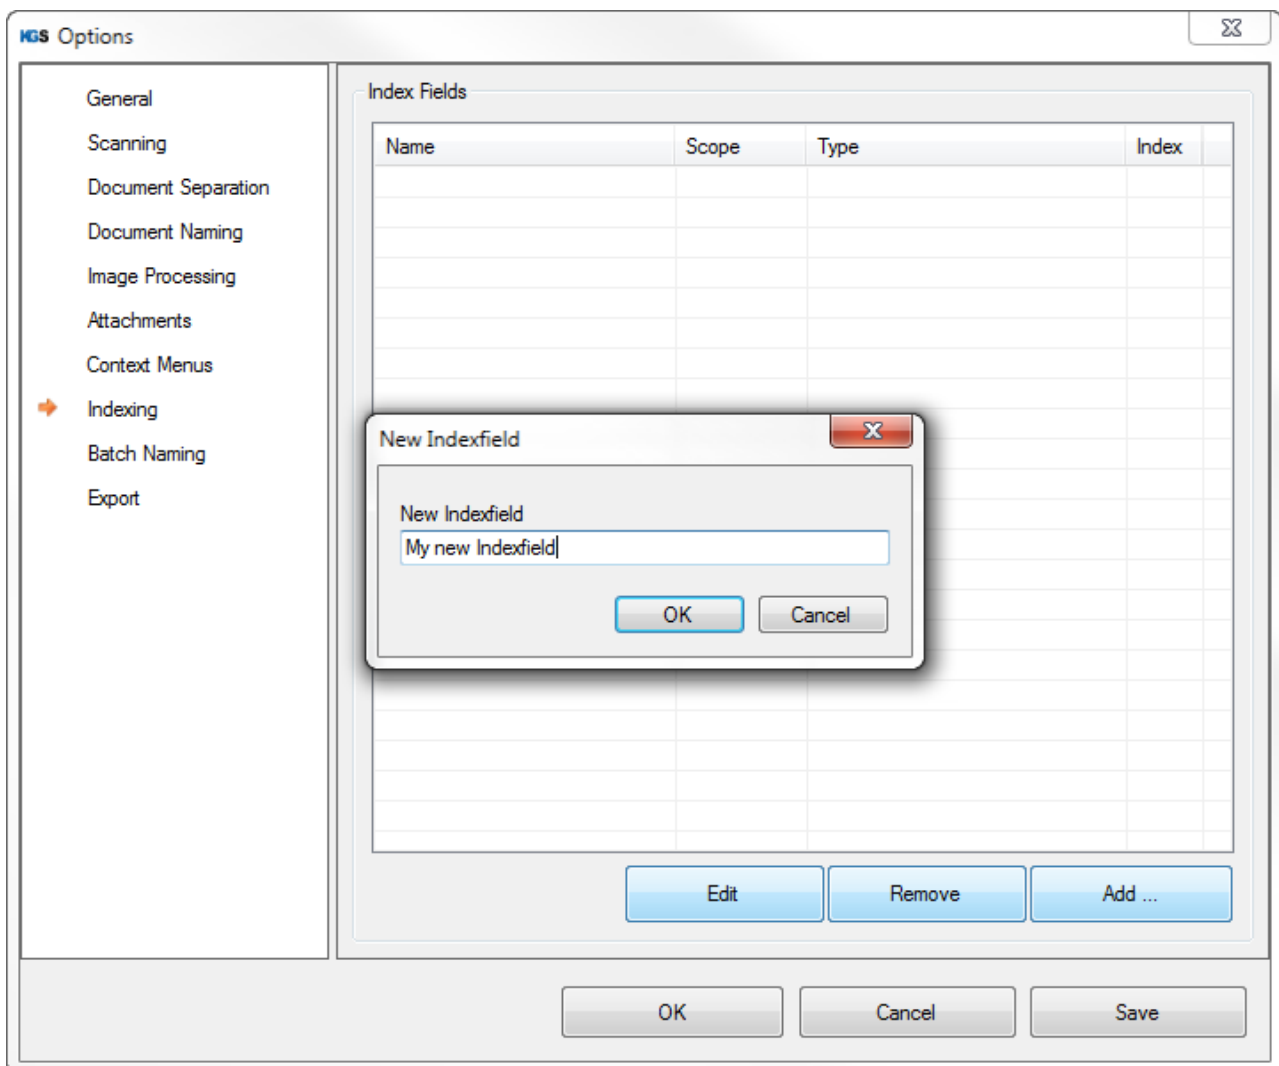 KGS Options
General
Scanning
Document Separation
Document Naming
Image Processing
Attachments
Context Menus
Indexing
Batch Naming
Export
Index Fields
Name Scope Type Index
New Indexfield
New Indexfield
My new Indexfield
OK Cancel
Edit Remove Add ...
OK Cancel Save